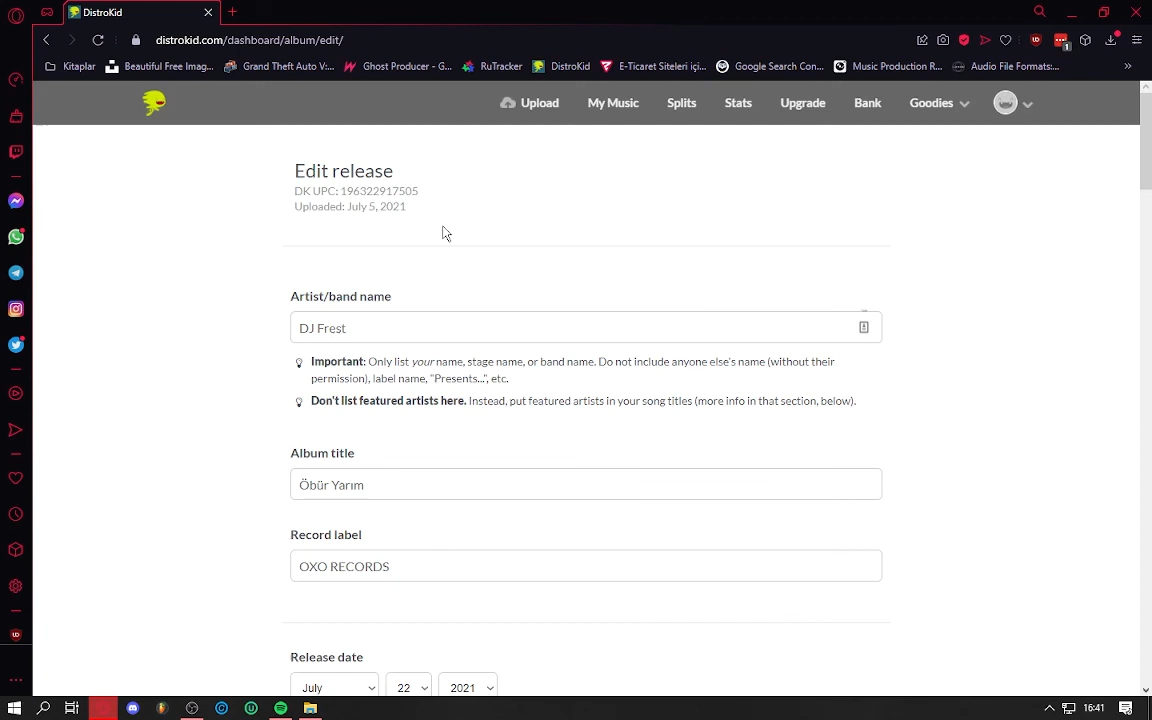 DistroKid
distrokid.com/dashboard/album/edit/
1
Kitaplar
Beautiful Free Imag...
Grand Theft Auto V:...
Ghost Producer - G...
RuTracker
DistroKid
E-Ticaret Siteleri içi...
Google Search Con...
Music Production R...
Audio File Formats:...
Upload
My Music
Splits
Stats
Upgrade
Bank
Goodies
Edit release
DK UPC: 196322917505
Uploaded: July 5, 2021
Artist/band name
DJ Frest
Important: Only list your name, stage name, or band name. Do not include anyone else's name (without their
permission), label name, "Presents...", etc.
Don't list featured artists here. Instead, put featured artists in your song titles (more info in that section, below).
Album title
Öbür Yarım
Record label
OXO RECORDS
Release date
July
22
2021
16:41